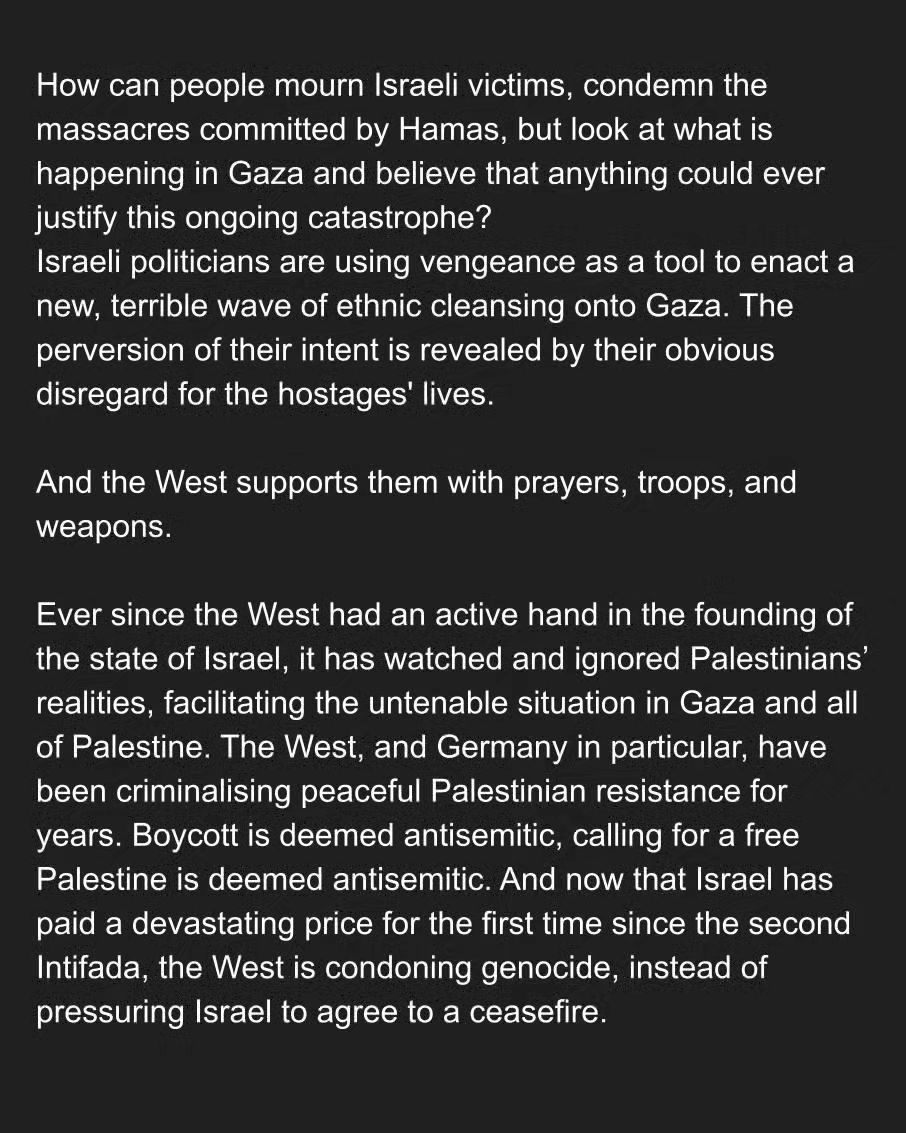 How can people mourn Israeli victims, condemn the
massacres committed by Hamas, but look at what is
happening in Gaza and believe that anything could ever
justify this ongoing catastrophe?
Israeli politicians are using vengeance as a tool to enact a
new, terrible wave of ethnic cleansing onto Gaza. The
perversion of their intent is revealed by their obvious
disregard for the hostages' lives.
And the West supports them with prayers, troops, and
weapons.
Ever since the West had an active hand in the founding of
the state of Israel, it has watched and ignored Palestinians’
realities, facilitating the untenable situation in Gaza and all
of Palestine. The West, and Germany in particular, have
been criminalising peaceful Palestinian resistance for
years. Boycott is deemed antisemitic, calling for a free
Palestine is deemed antisemitic. And now that Israel has
paid a devastating price for the first time since the second
Intifada, the West is condoning genocide, instead of
pressuring Israel to agree to a ceasefire.